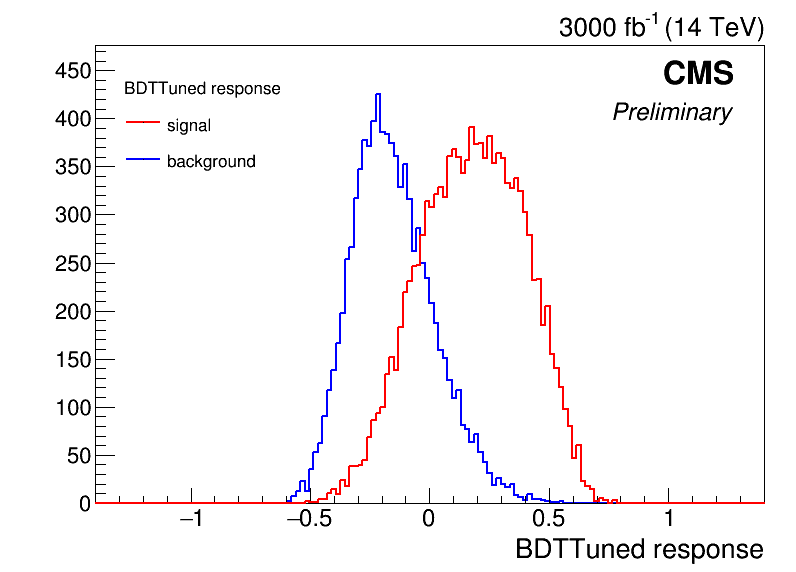 3000 fb-1 (14 TeV)
CMS
Preliminary
BDTTuned response
signal
background
450
400
350
300
250
200
150
100
50
0
−1
−0.5
0
0.5
1
BDTTuned response